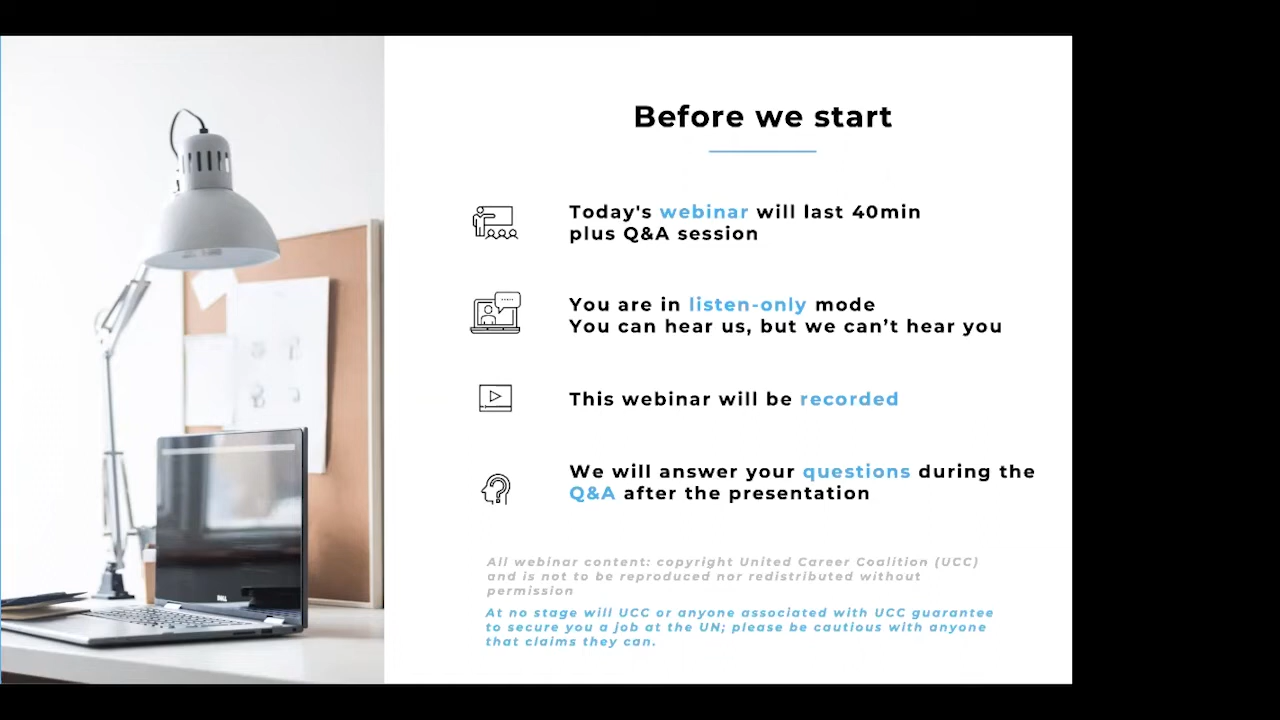 Before we start
Today's webinar will last 40min
plus Q&A session
You are in listen-only mode
You can hear us, but we can’t hear you
This webinar will be recorded
We will answer your questions during the
Q&A after the presentation
All webinar content: copyright United Career Coalition (UCC)
and is not to be reproduced nor redistributed without
permission
At no stage will UCC or anyone associated with UCC guarantee
to secure you a job at the UN; please be cautious with anyone
that claims they can.
DELL